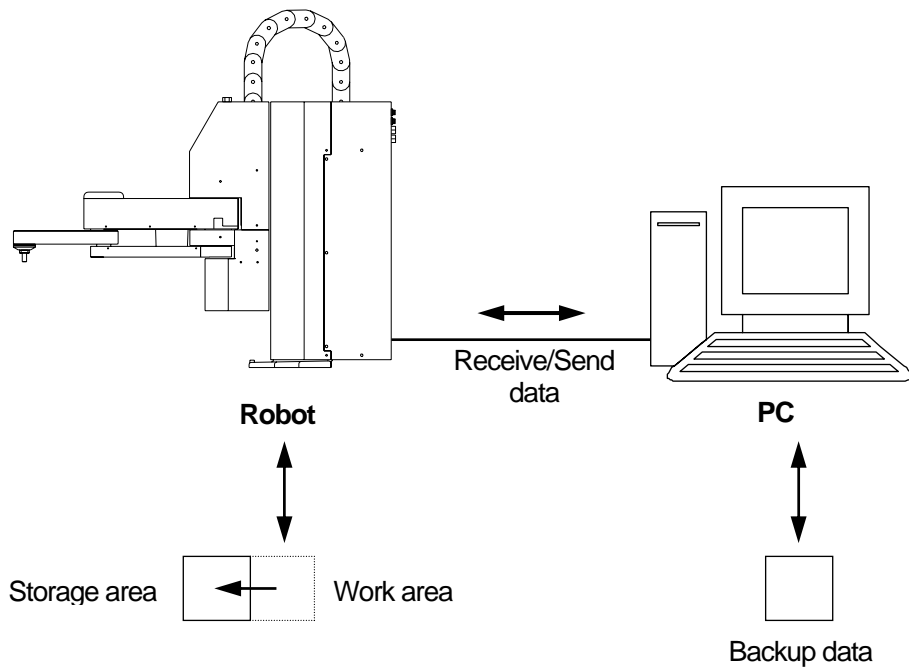 Receive/Send
data
Robot
PC
Storage area
Work area
Backup data